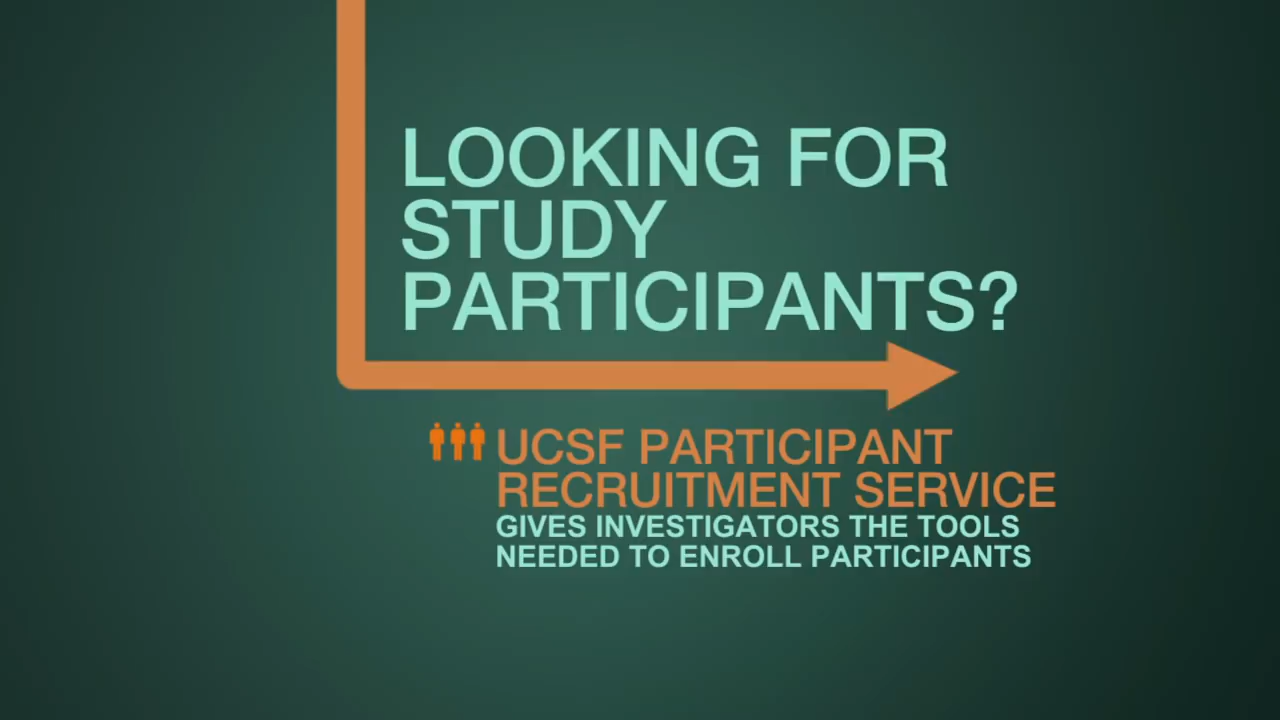 LOOKING FOR
STUDY
PARTICIPANTS?
UCSF PARTICIPANT
RECRUITMENT SERVICE
GIVES INVESTIGATORS THE TOOLS
NEEDED TO ENROLL PARTICIPANTS